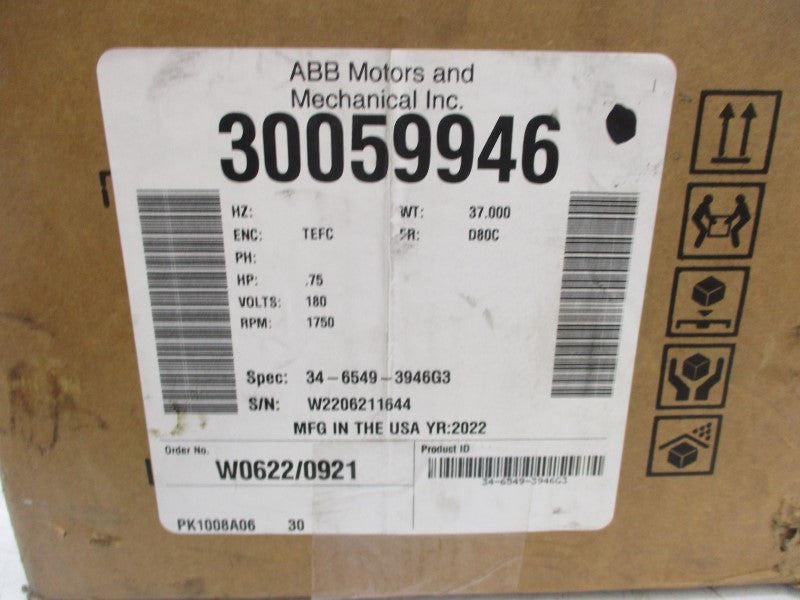 ABB Motors and
Mechanical Inc.
30059946
HZ: WT: 37.000
ENC: TEFC FR: D80C
PH:
HP: .75
VOLTS: 180
RPM: 1750
Spec: 34-6549-3946G3
S/N: W2206211644
MFG IN THE USA YR:2022
Order No. Product ID
W0622/0921
34-6549-3946G3
PK1008A06 30